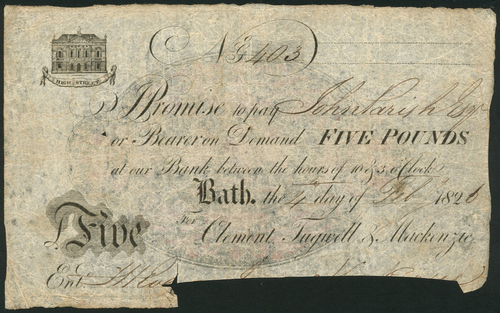 HIGH STREET
No G403
I Promise to pay John Parish Esqr
or Bearer on Demand FIVE POUNDS
at our Bank between the hours of 10 & 3 o'Clock
Bath. the 4 day of Feb 1826
For Clement, Tugwell & Mackenzie
£ Five
Entd.